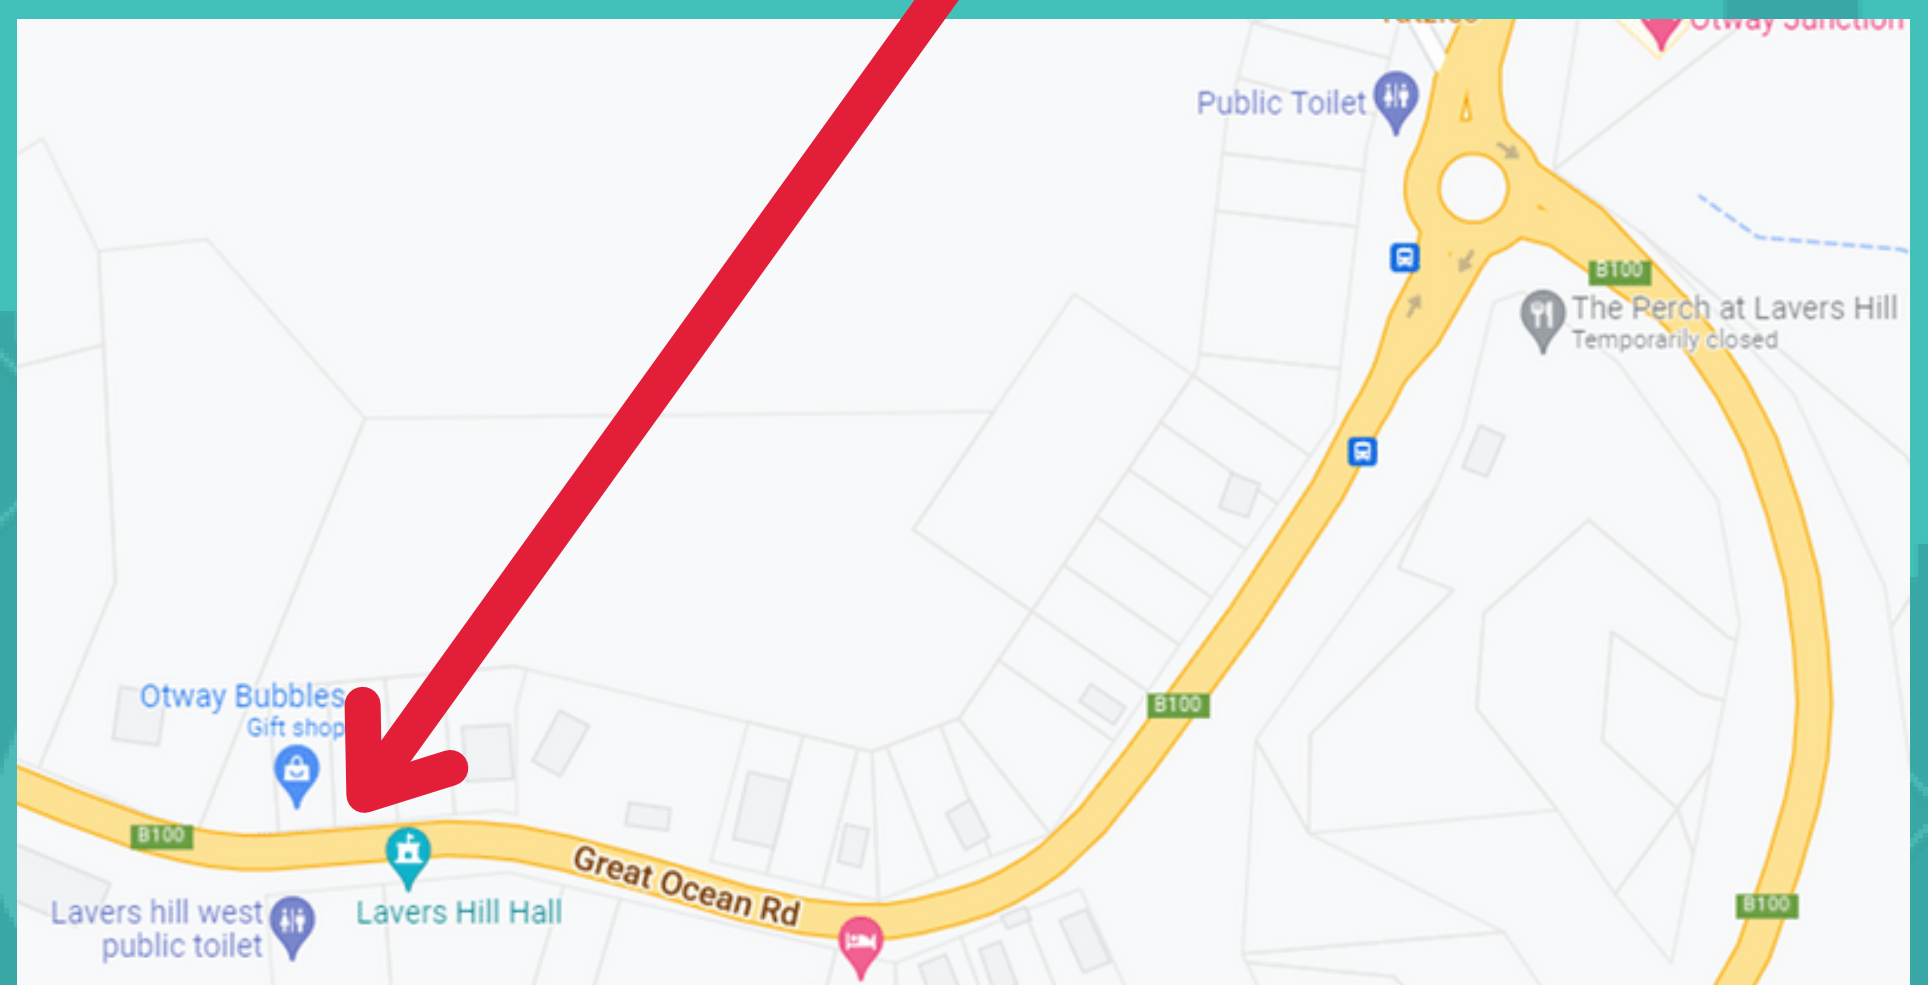 Otway Junction
Public Toilet
B100
The Perch at Lavers Hill
Temporarily closed
Otway Bubbles
Gift shop
B100
B100
Great Ocean Rd
Lavers hill west
public toilet
Lavers Hill Hall
B100